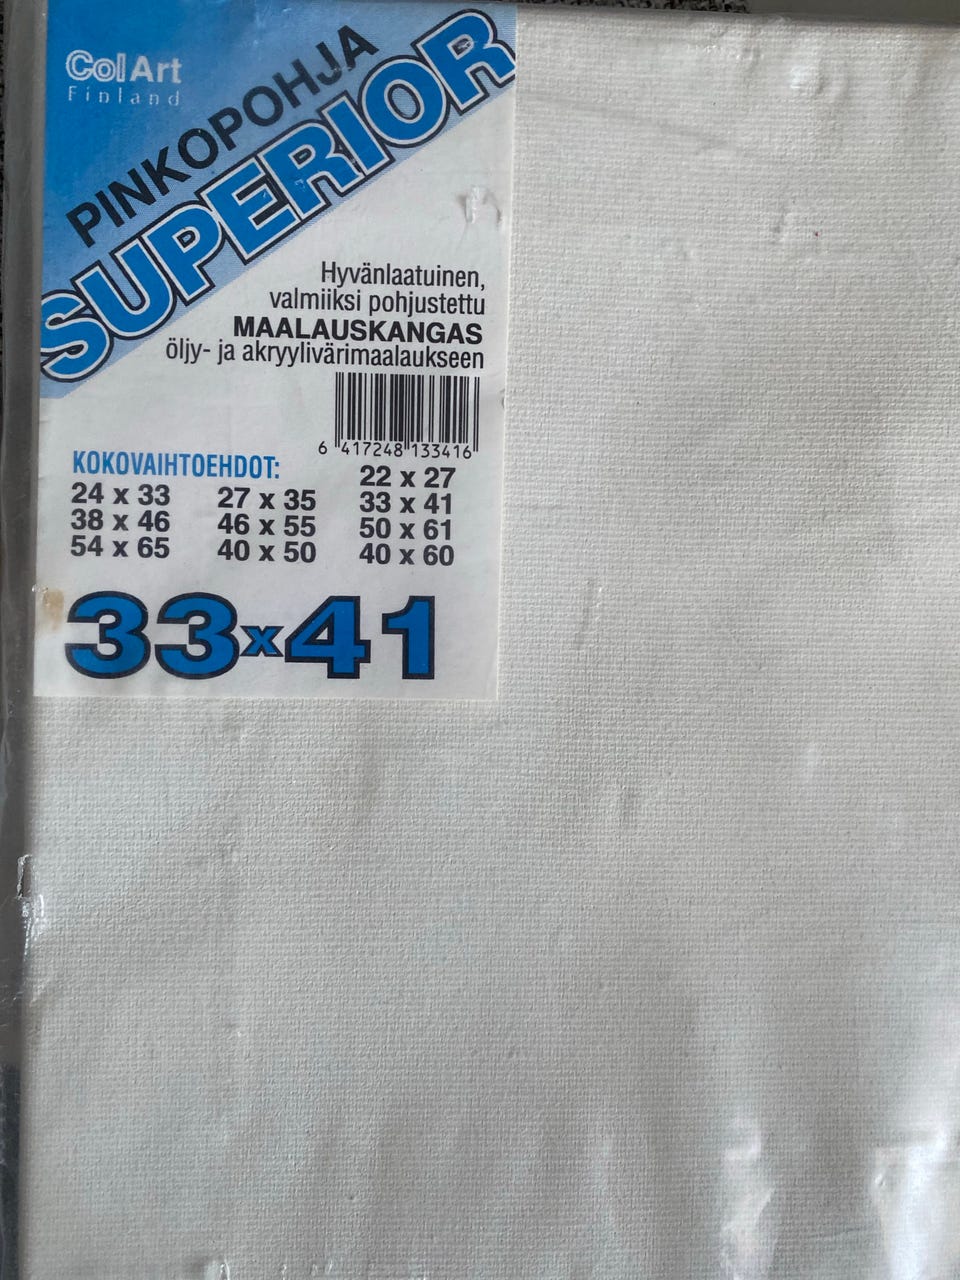 ColArt
Finland
PINKOPOHJA
SUPERIOR
Hyvänlaatuinen,
valmiiksi pohjustettu
MAALAUSKANGAS
öljy- ja akryylivärimaalaukseen
6 417248 133416
KOKOVAIHTOEHDOT:
22 x 27
24 x 33 27 x 35 33 x 41
38 x 46 46 x 55 50 x 61
54 x 65 40 x 50 40 x 60
33x41